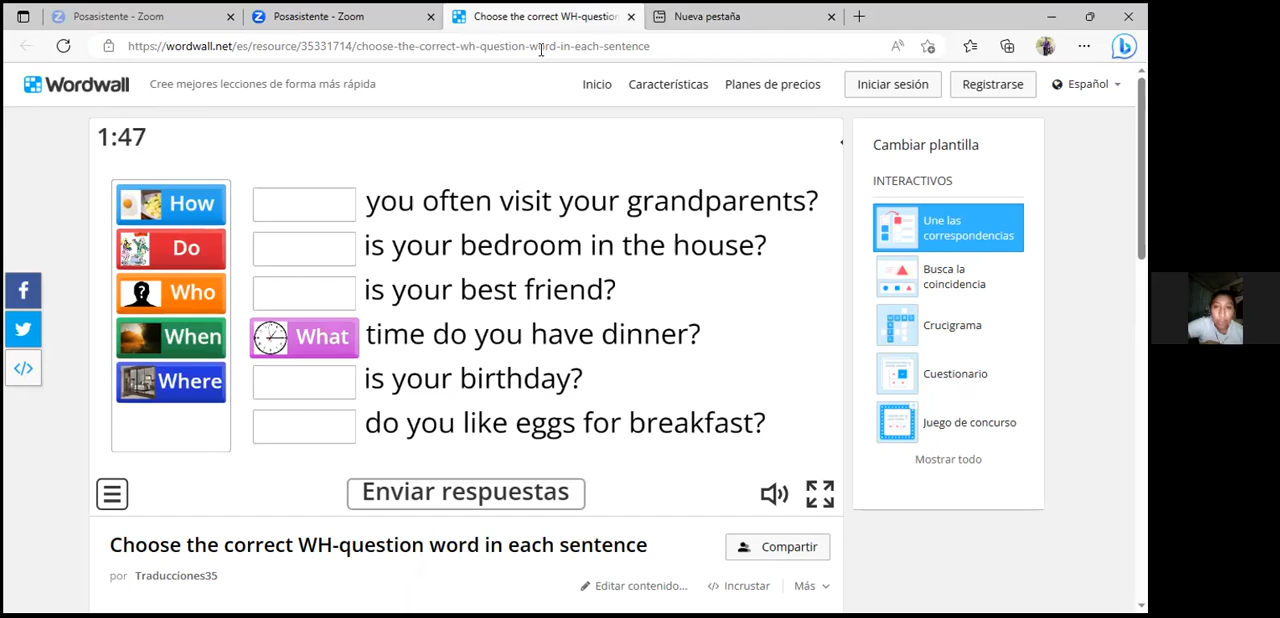 Posasistente - Zoom
Posasistente - Zoom
Choose the correct WH-question
Nueva pestaña
https://wordwall.net/es/resource/35331714/choose-the-correct-wh-question-word-in-each-sentence
Wordwall
Cree mejores lecciones de forma más rápida
Inicio
Características
Planes de precios
Iniciar sesión
Registrarse
Español
1:47
How
you often visit your grandparents?
Do
is your bedroom in the house?
Who
is your best friend?
When
What time do you have dinner?
Where
is your birthday?
do you like eggs for breakfast?
Enviar respuestas
Choose the correct WH-question word in each sentence
Compartir
por Traducciones35
Editar contenido...
Incrustar
Más
Cambiar plantilla
INTERACTIVOS
Une las
correspondencias
Busca la
coincidencia
Crucigrama
Cuestionario
Juego de concurso
Mostrar todo